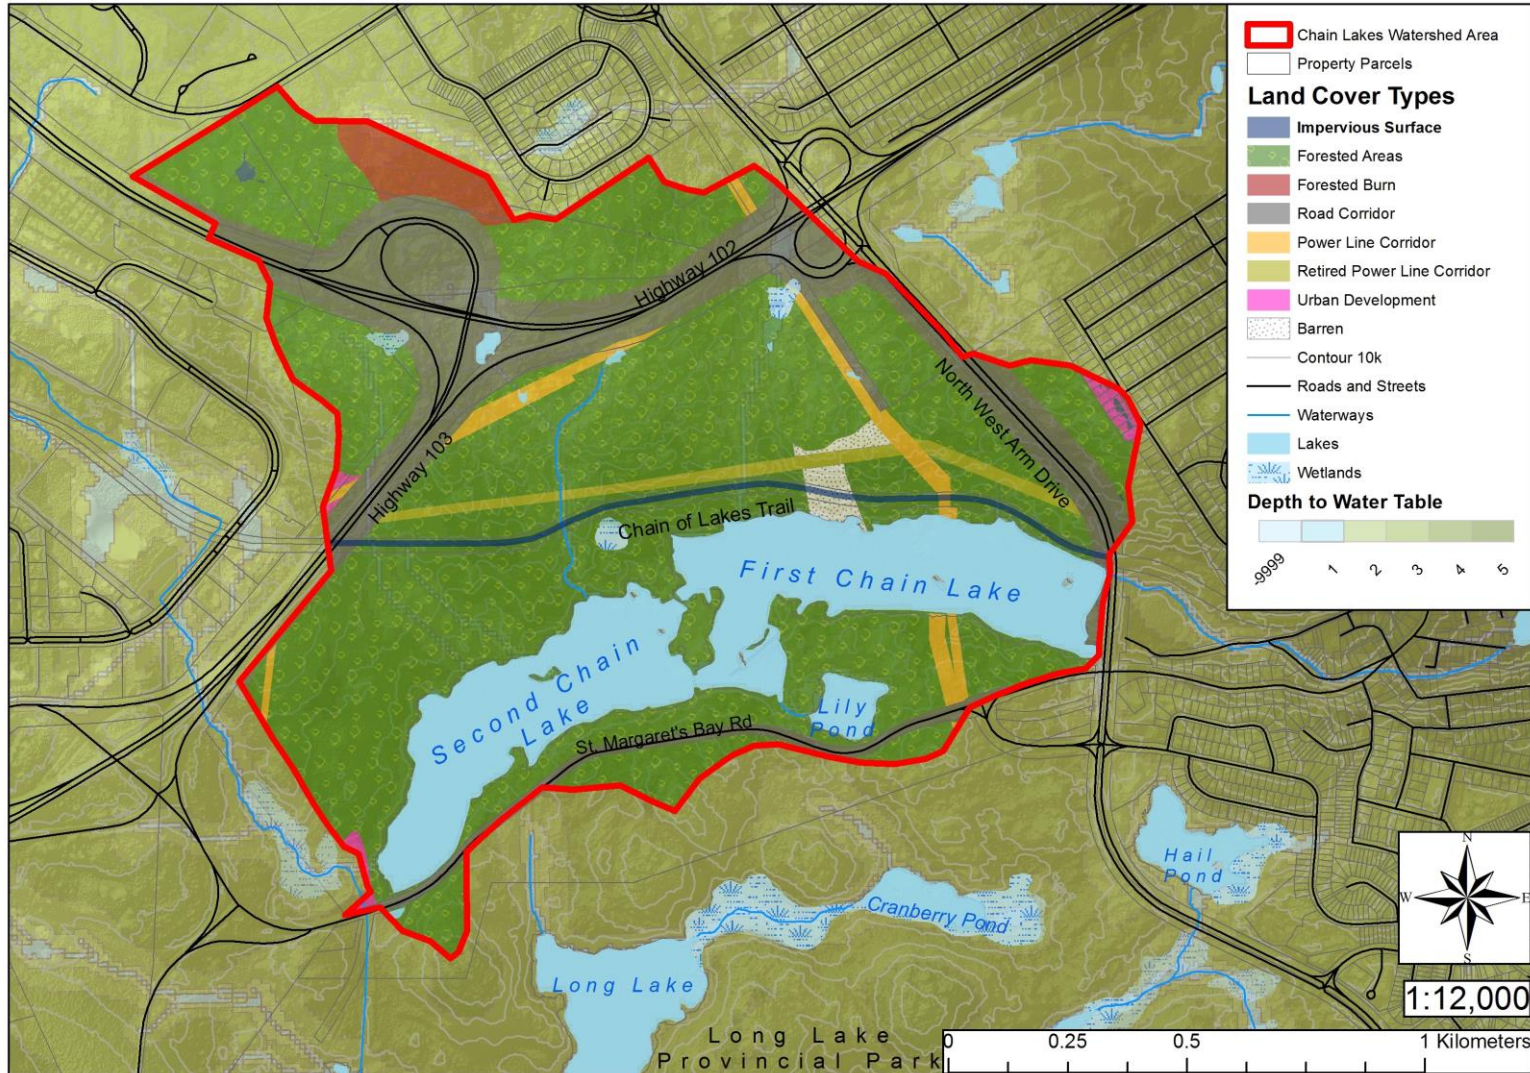 Chain Lakes Watershed Area
Property Parcels
Land Cover Types
Impervious Surface
Forested Areas
Forested Burn
Road Corridor
Power Line Corridor
Retired Power Line Corridor
Urban Development
Barren
Contour 10k
Roads and Streets
Waterways
Lakes
Wetlands
Depth to Water Table
-9999 1 2 3 4 5
Highway 102
Highway 103
North West Arm Drive
Chain of Lakes Trail
First Chain Lake
Second Chain
Lake
Lily
Pond
St. Margaret's Bay Rd
Hail
Pond
Cranberry Pond
Long Lake
Long Lake
Provincial Park
N
W E
S
1:12,000
0 0.25 0.5 1 Kilometers